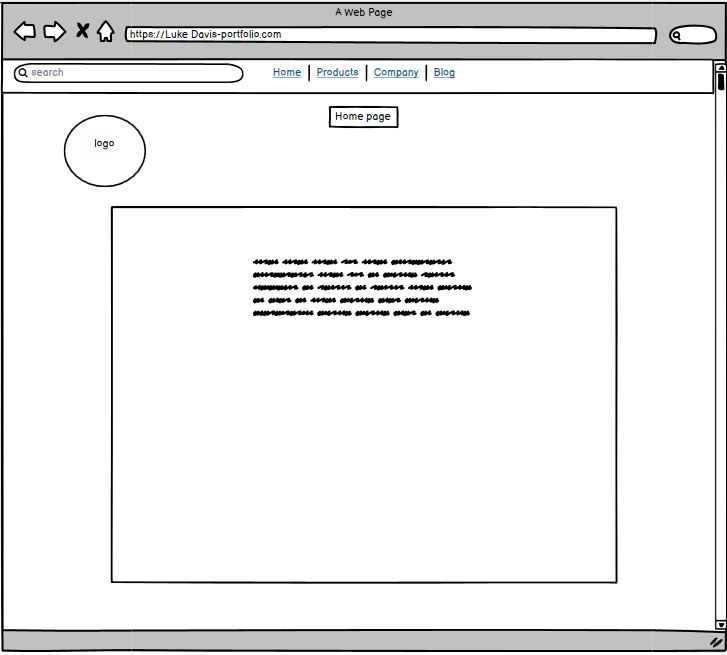 A Web Page
https://Luke Davis-portfolio.com
search
Home Products Company Blog
Home page
logo